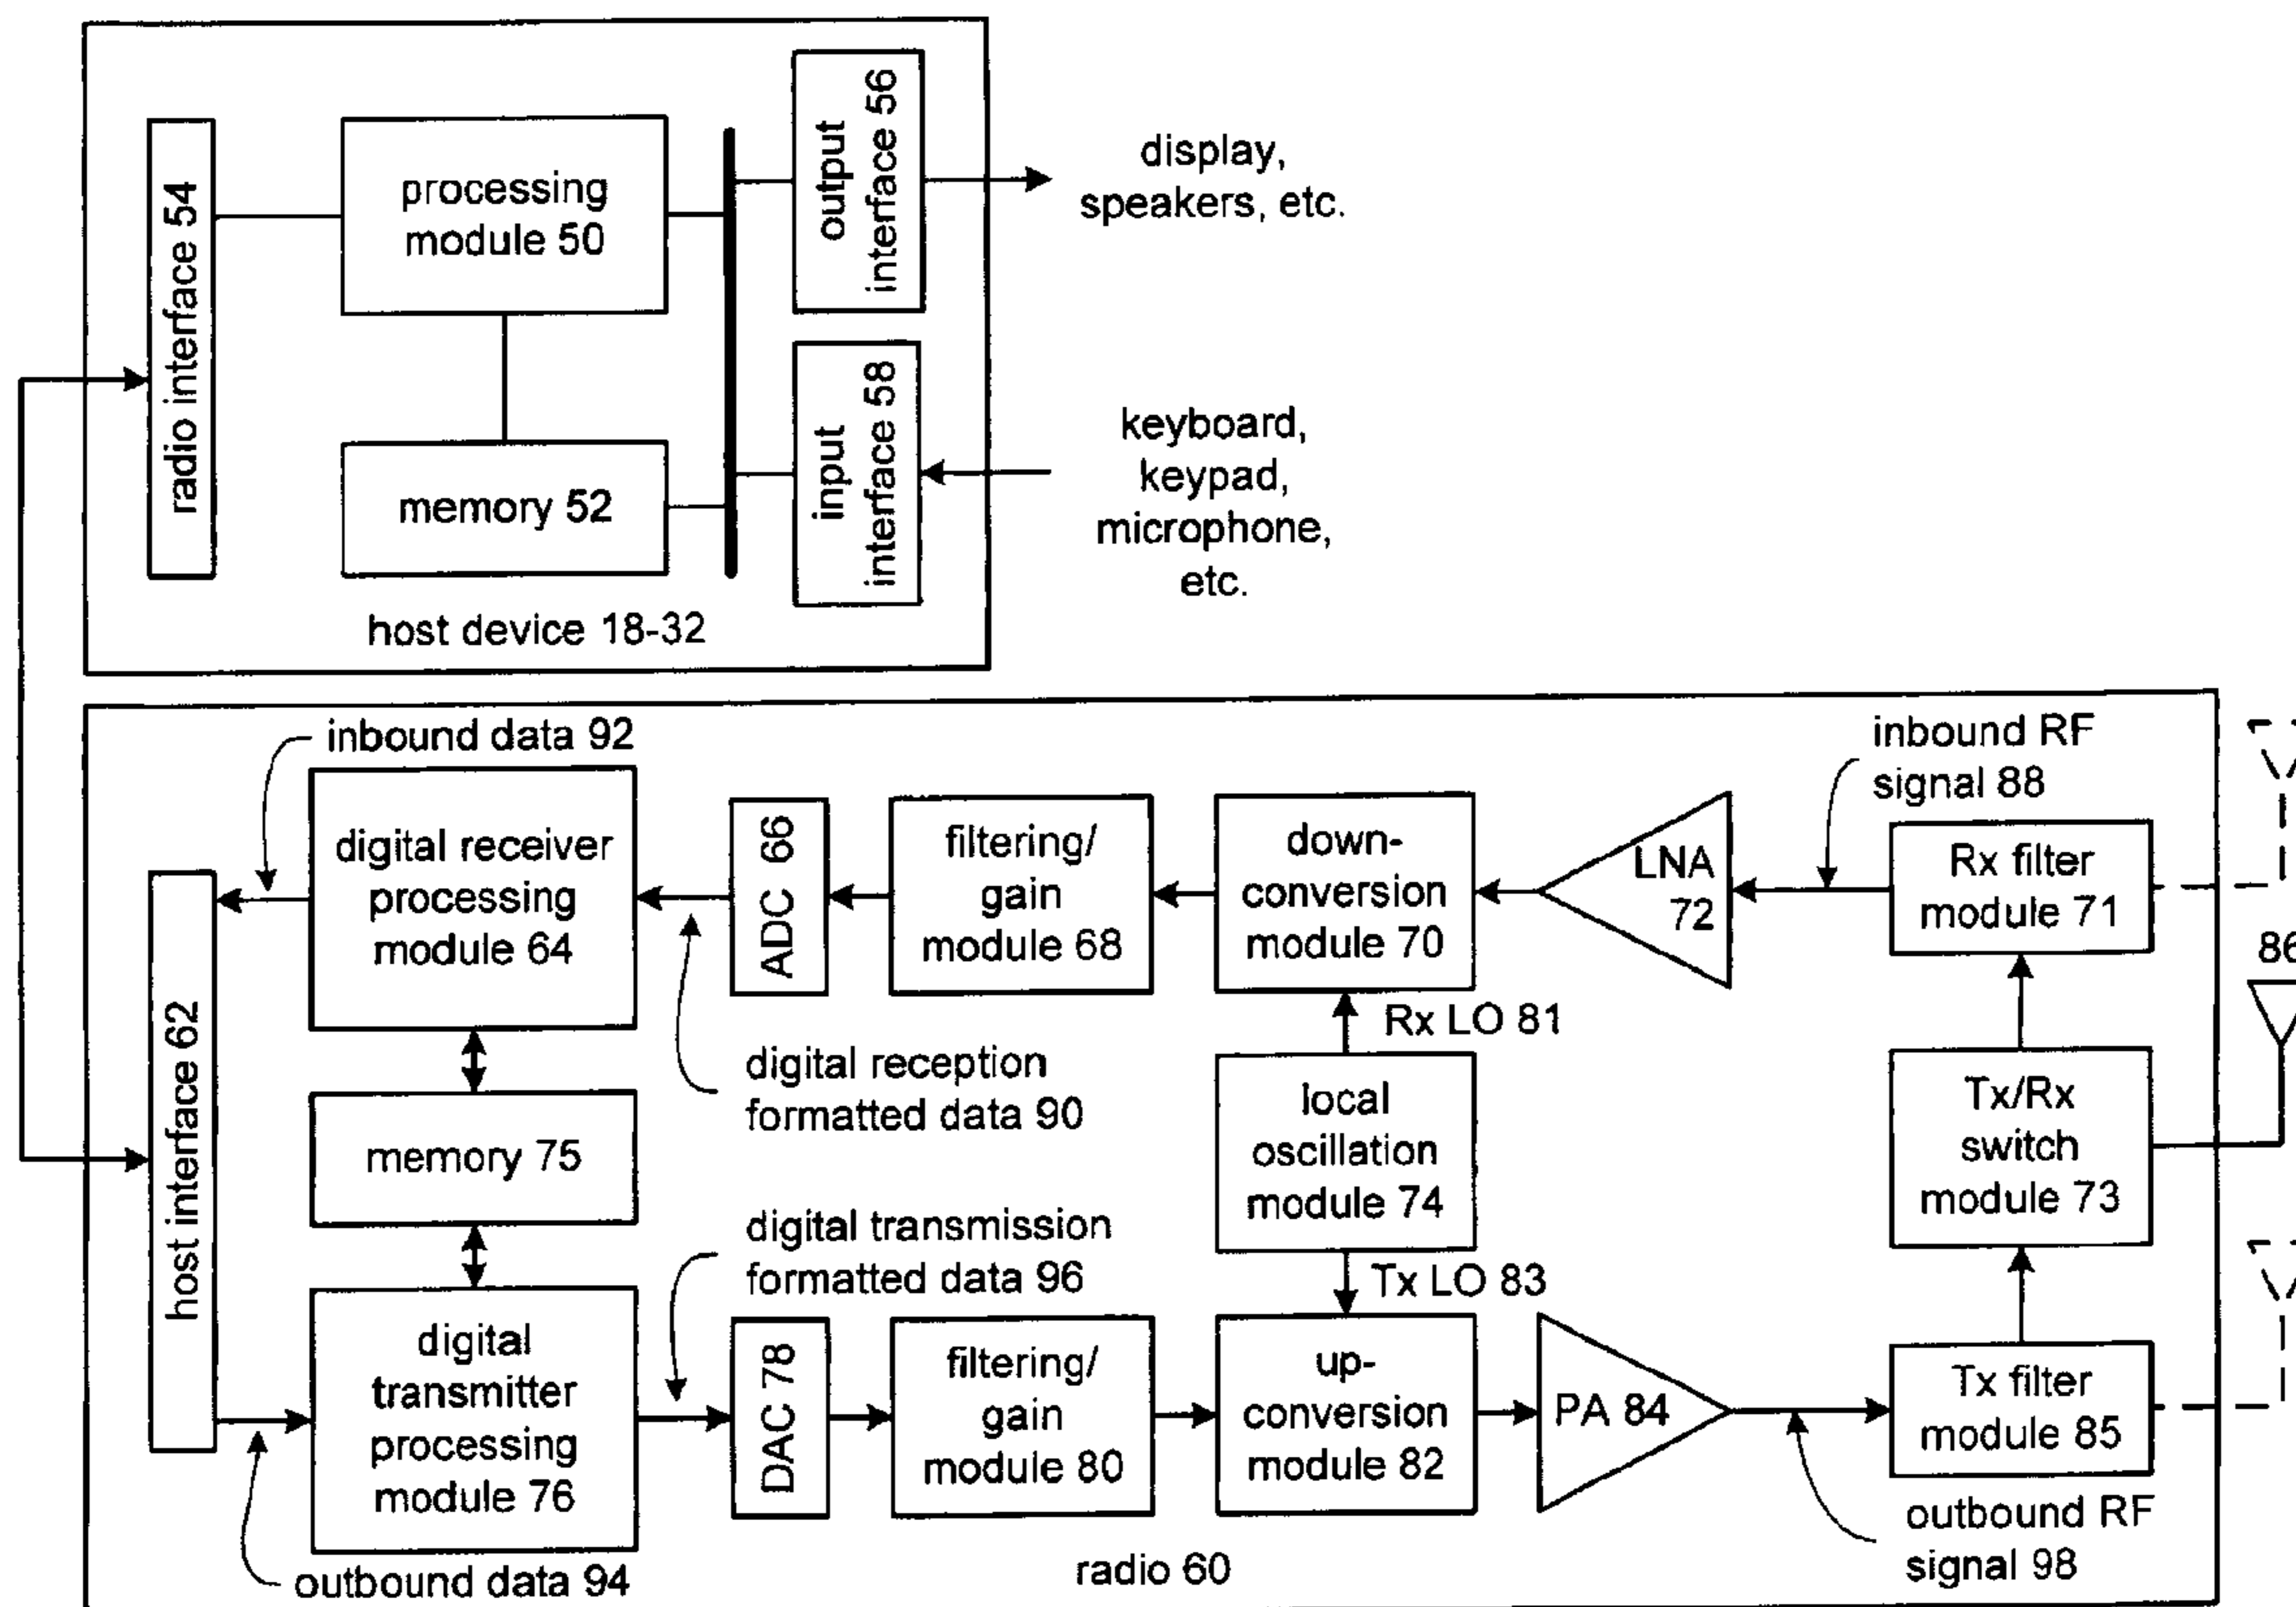 radio interface 54
processing
module 50
memory 52
output
interface 56
input
interface 58
display,
speakers, etc.
keyboard,
keypad,
microphone,
etc.
host device 18-32
inbound data 92
inbound RF
signal 88
host interface 62
digital receiver
processing
module 64
ADC 66
filtering/
gain
module 68
down-
conversion
module 70
LNA
72
Rx filter
module 71
86
Rx LO 81
digital reception
formatted data 90
memory 75
local
oscillation
module 74
Tx/Rx
switch
module 73
digital transmission
formatted data 96
Tx LO 83
digital
transmitter
processing
module 76
DAC 78
filtering/
gain
module 80
up-
conversion
module 82
PA 84
Tx filter
module 85
outbound RF
signal 98
outbound data 94
radio 60